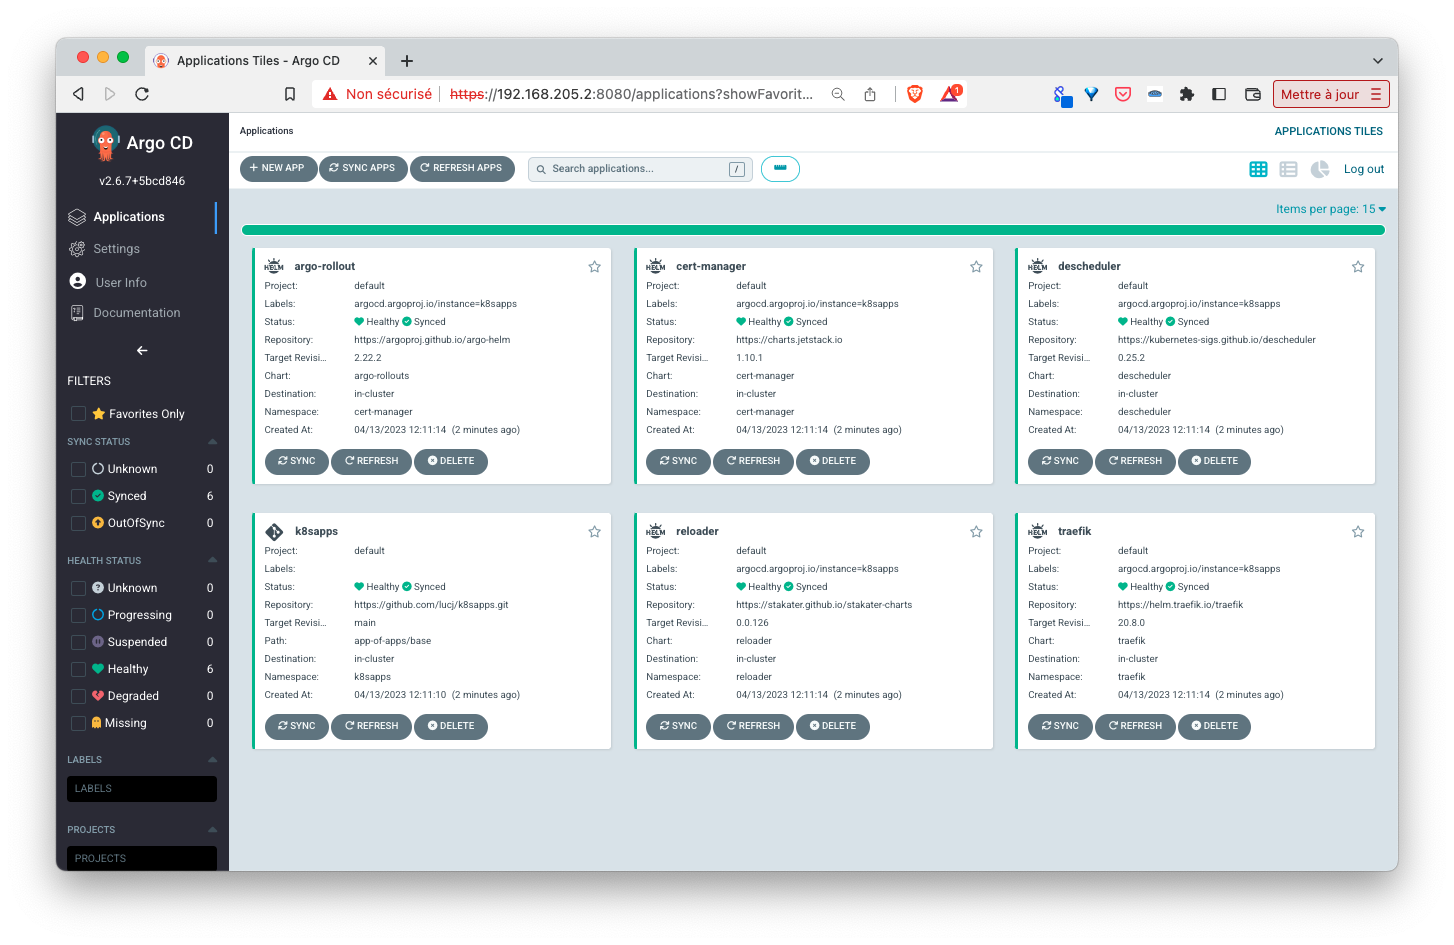 Applications Tiles - Argo CD
Non sécurisé https://192.168.205.2:8080/applications?showFavorit...
1
Mettre à jour
Argo CD
v2.6.7+5bcd846
Applications
Settings
User Info
Documentation
FILTERS
Favorites Only
SYNC STATUS
Unknown 0
Synced 6
OutOfSync 0
HEALTH STATUS
Unknown 0
Progressing 0
Suspended 0
Healthy 6
Degraded 0
Missing 0
LABELS
LABELS
PROJECTS
PROJECTS
Applications
APPLICATIONS TILES
+ NEW APP SYNC APPS REFRESH APPS Search applications... / Log out
Items per page: 15
HELM argo-rollout
Project: default
Labels: argocd.argoproj.io/instance=k8sapps
Status: Healthy Synced
Repository: https://argoproj.github.io/argo-helm
Target Revisi... 2.22.2
Chart: argo-rollouts
Destination: in-cluster
Namespace: cert-manager
Created At: 04/13/2023 12:11:14 (2 minutes ago)
SYNC REFRESH DELETE
HELM cert-manager
Project: default
Labels: argocd.argoproj.io/instance=k8sapps
Status: Healthy Synced
Repository: https://charts.jetstack.io
Target Revisi... 1.10.1
Chart: cert-manager
Destination: in-cluster
Namespace: cert-manager
Created At: 04/13/2023 12:11:14 (2 minutes ago)
SYNC REFRESH DELETE
HELM descheduler
Project: default
Labels: argocd.argoproj.io/instance=k8sapps
Status: Healthy Synced
Repository: https://kubernetes-sigs.github.io/descheduler
Target Revisi... 0.25.2
Chart: descheduler
Destination: in-cluster
Namespace: descheduler
Created At: 04/13/2023 12:11:14 (2 minutes ago)
SYNC REFRESH DELETE
k8sapps
Project: default
Labels:
Status: Healthy Synced
Repository: https://github.com/lucj/k8sapps.git
Target Revisi... main
Path: app-of-apps/base
Destination: in-cluster
Namespace: k8sapps
Created At: 04/13/2023 12:11:10 (2 minutes ago)
SYNC REFRESH DELETE
HELM reloader
Project: default
Labels: argocd.argoproj.io/instance=k8sapps
Status: Healthy Synced
Repository: https://stakater.github.io/stakater-charts
Target Revisi... 0.0.126
Chart: reloader
Destination: in-cluster
Namespace: reloader
Created At: 04/13/2023 12:11:14 (2 minutes ago)
SYNC REFRESH DELETE
HELM traefik
Project: default
Labels: argocd.argoproj.io/instance=k8sapps
Status: Healthy Synced
Repository: https://helm.traefik.io/traefik
Target Revisi... 20.8.0
Chart: traefik
Destination: in-cluster
Namespace: traefik
Created At: 04/13/2023 12:11:14 (2 minutes ago)
SYNC REFRESH DELETE